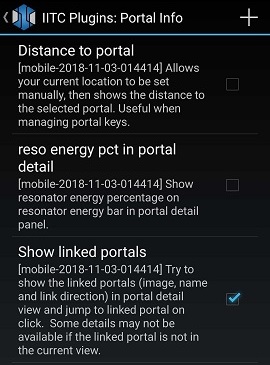 IITC Plugins: Portal Info
Distance to portal
[mobile-2018-11-03-014414] Allows
your current location to be set
manually, then shows the distance to
the selected portal. Useful when
managing portal keys.
reso energy pct in portal
detail
[mobile-2018-11-03-014414] Show
resonator energy percentage on
resonator energy bar in portal detail
panel.
Show linked portals
[mobile-2018-11-03-014414] Try to
show the linked portals (image, name
and link direction) in portal detail
view and jump to linked portal on
click.  Some details may not be
available if the linked portal is not in
the current view.